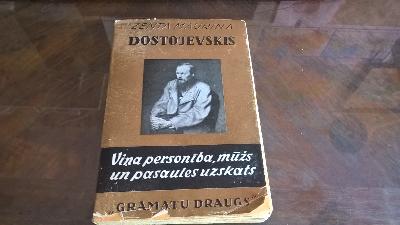 ZENTA MAURIŅA
DOSTOJEVSKIS
Viņa personība, mūžs
un pasaules uzskats
GRĀMATU DRAUGS